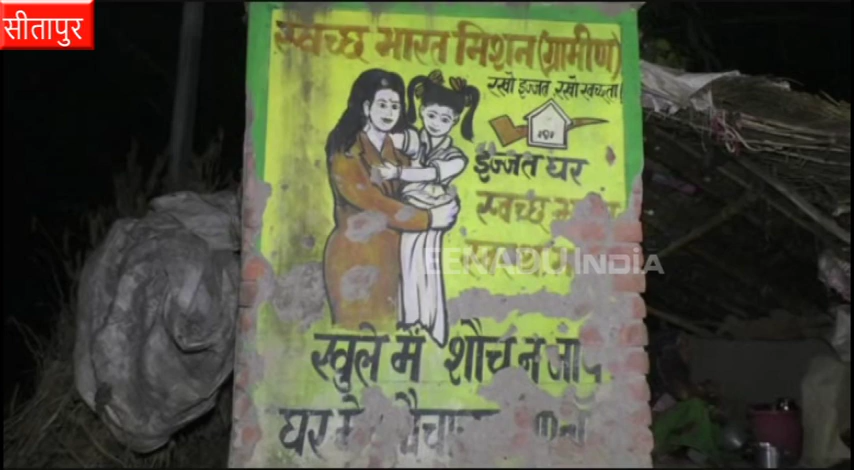 सीतापुर
स्वच्छ भारत मिशन (ग्रामीण)
रखो इज्जत रखो स्वच्छता!
इज्जत घर
स्वच्छ
EENADU INDIA
खुले में शौच न
घर